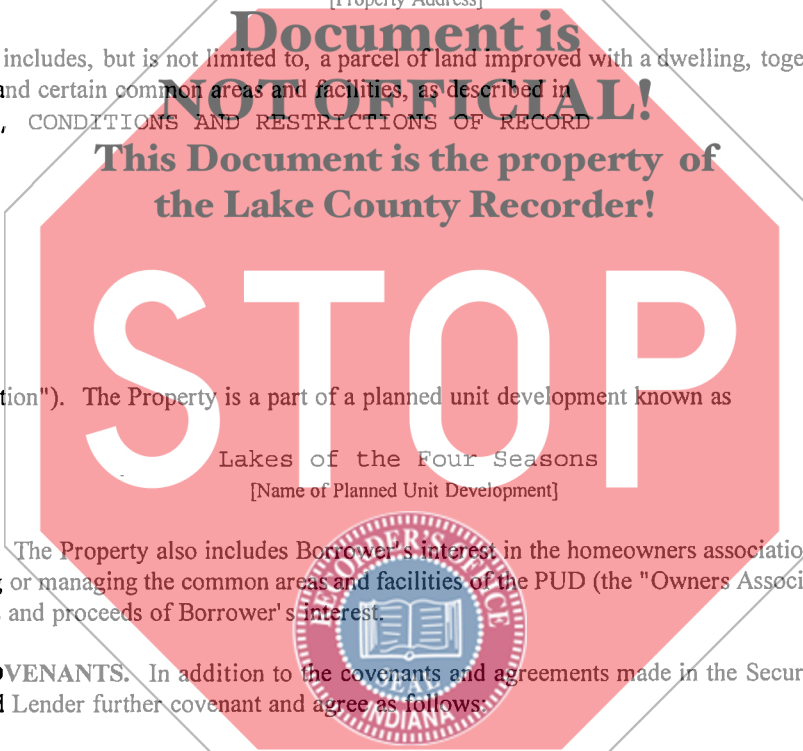 [Property Address]
Document is
includes, but is not limited to, a parcel of land improved with a dwelling, toge
and certain common areas and facilities, as described in
NOT OFFICIAL!
, CONDITIONS AND RESTRICTIONS OF RECORD
This Document is the property of
the Lake County Recorder!
STOP
tion"). The Property is a part of a planned unit development known as
Lakes of the Four Seasons
[Name of Planned Unit Development]
The Property also includes Borrower's interest in the homeowners associatio
g or managing the common areas and facilities of the PUD (the "Owners Associ
s and proceeds of Borrower's interest.
OVENANTS. In addition to the covenants and agreements made in the Secur
d Lender further covenant and agree as follows:
RECORDER'S OFFICE
SEAL
INDIANA